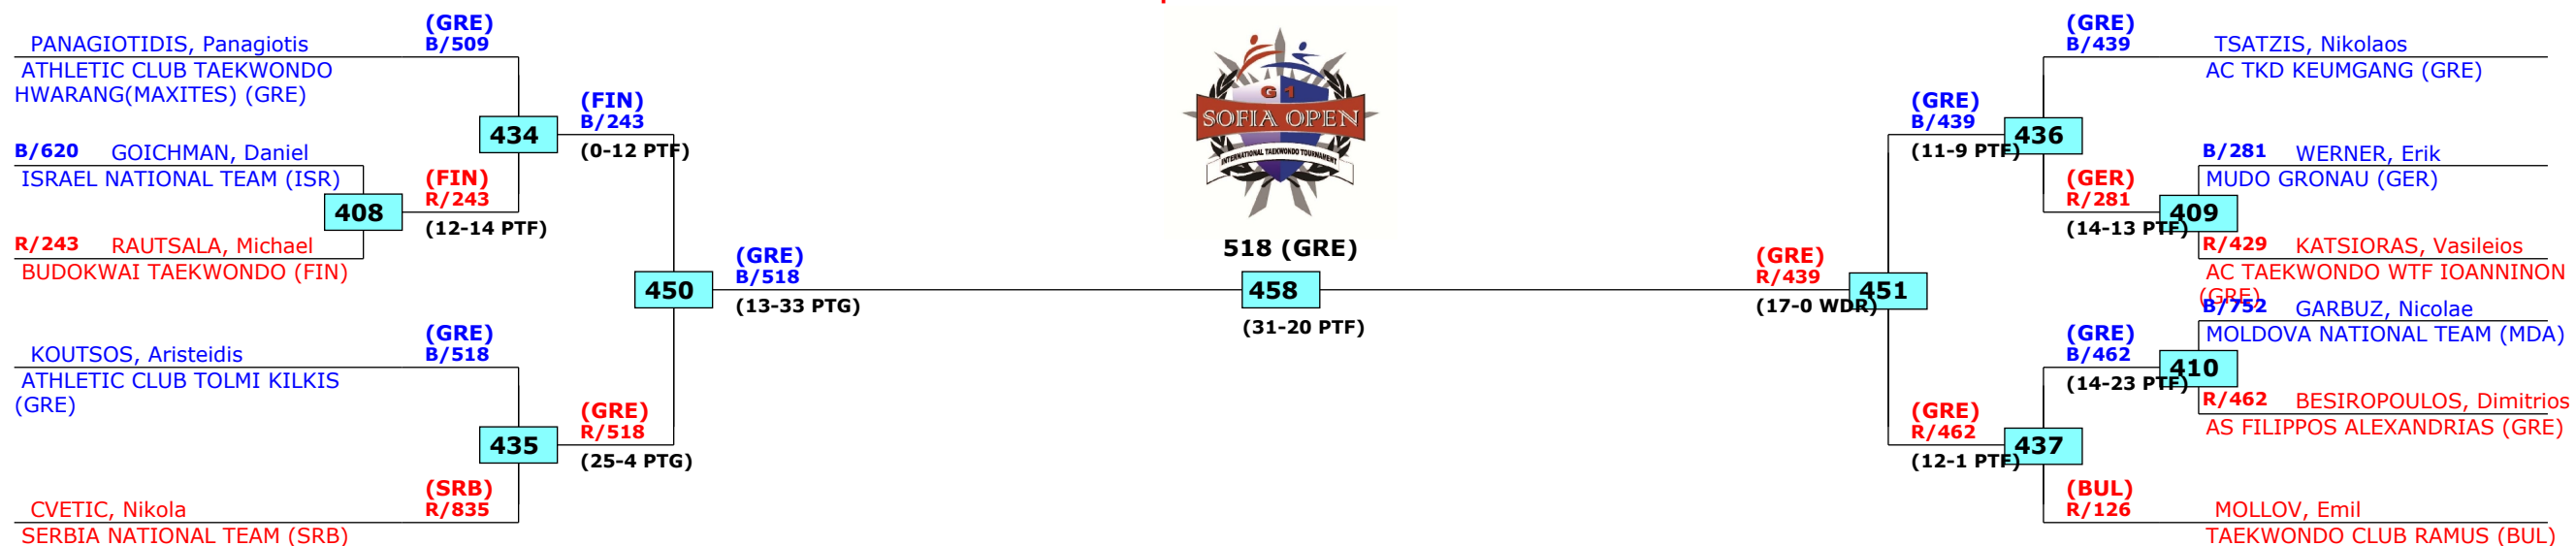 (GRE)
B/509
PANAGIOTIDIS, Panagiotis
ATHLETIC CLUB TAEKWONDO
HWARANG(MAXITES) (GRE)
434
(FIN)
B/243
(0-12 PTF)
B/620 GOICHMAN, Daniel
ISRAEL NATIONAL TEAM (ISR)
408
(FIN)
R/243
(12-14 PTF)
R/243 RAUTSALA, Michael
BUDOKWAI TAEKWONDO (FIN)
450
(GRE)
B/518
(13-33 PTG)
(GRE)
B/518
KOUTSOS, Aristeidis
ATHLETIC CLUB TOLMI KILKIS
(GRE)
435
(GRE)
R/518
(25-4 PTG)
(SRB)
R/835
CVETIC, Nikola
SERBIA NATIONAL TEAM (SRB)
G 1
SOFIA OPEN
INTERNATIONAL TAEKWONDO TOURNAMENT
518 (GRE)
458
(31-20 PTF)
(GRE)
R/439
(17-0 WDR)
451
(GRE)
B/439
(11-9 PTF)
436
(GRE)
B/439
TSATZIS, Nikolaos
AC TKD KEUMGANG (GRE)
B/281 WERNER, Erik
MUDO GRONAU (GER)
(GER)
R/281
(14-13 PTF)
409
R/429 KATSIORAS, Vasileios
AC TAEKWONDO WTF IOANNINON
(GRE)
B/752 GARBUZ, Nicolae
MOLDOVA NATIONAL TEAM (MDA)
(GRE)
B/462
(14-23 PTF)
410
R/462 BESIROPOULOS, Dimitrios
AS FILIPPOS ALEXANDRIAS (GRE)
(GRE)
R/462
(12-1 PTF)
437
(BUL)
R/126
MOLLOV, Emil
TAEKWONDO CLUB RAMUS (BUL)